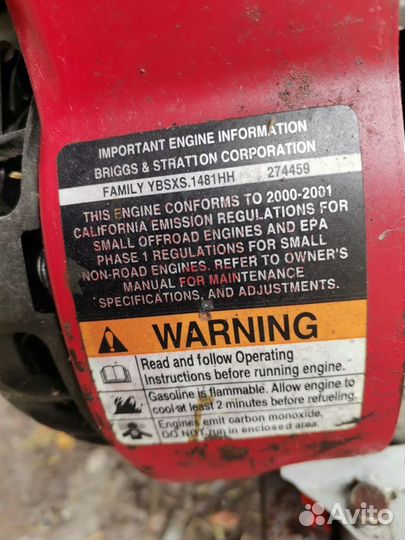 IMPORTANT ENGINE INFORMATION
BRIGGS & STRATTON CORPORATION
FAMILY YBSXS.1481HH 274459
THIS ENGINE CONFORMS TO 2000-2001
CALIFORNIA EMISSION REGULATIONS FOR
SMALL OFFROAD ENGINES AND EPA
PHASE 1 REGULATIONS FOR SMALL
NON-ROAD ENGINES. REFER TO OWNER'S
MANUAL FOR MAINTENANCE
SPECIFICATIONS, AND ADJUSTMENTS.
WARNING
Read and follow Operating
Instructions before running engine.
Gasoline is flammable. Allow engine to
cool at least 2 minutes before refueling.
Engines emit carbon monoxide.
DO NOT run in enclosed area.
Avito